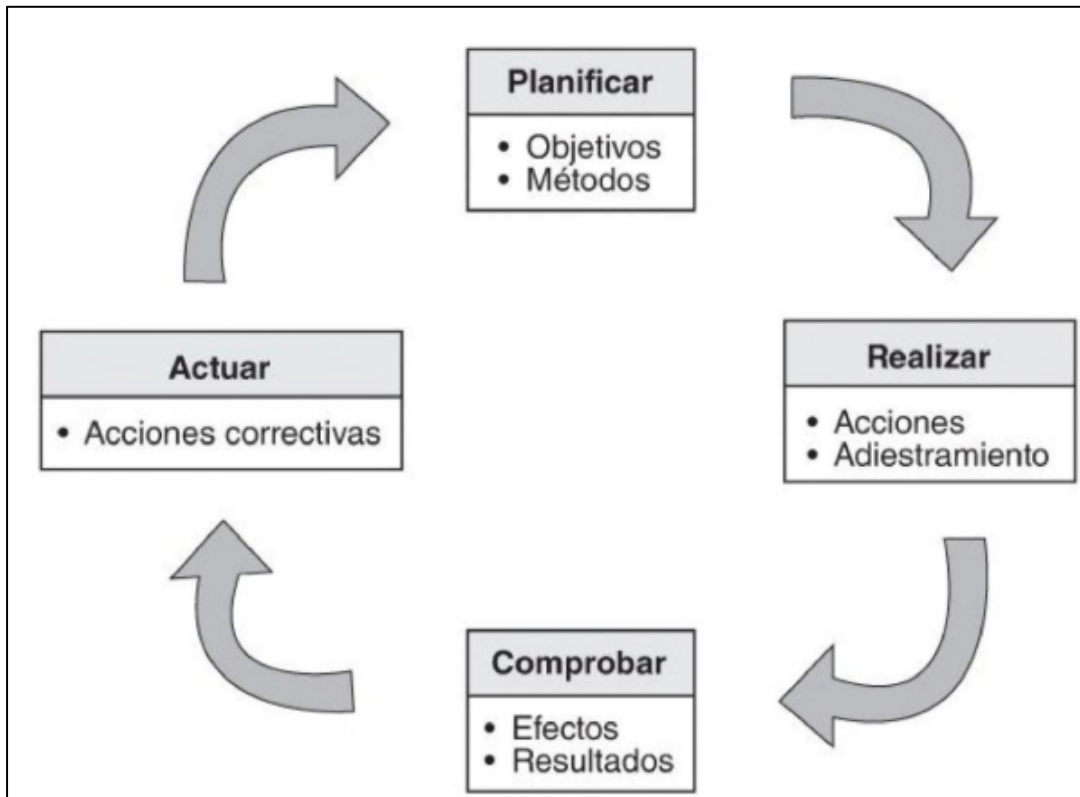 Planificar
• Objetivos
• Métodos
Realizar
• Acciones
• Adiestramiento
Comprobar
• Efectos
• Resultados
Actuar
• Acciones correctivas